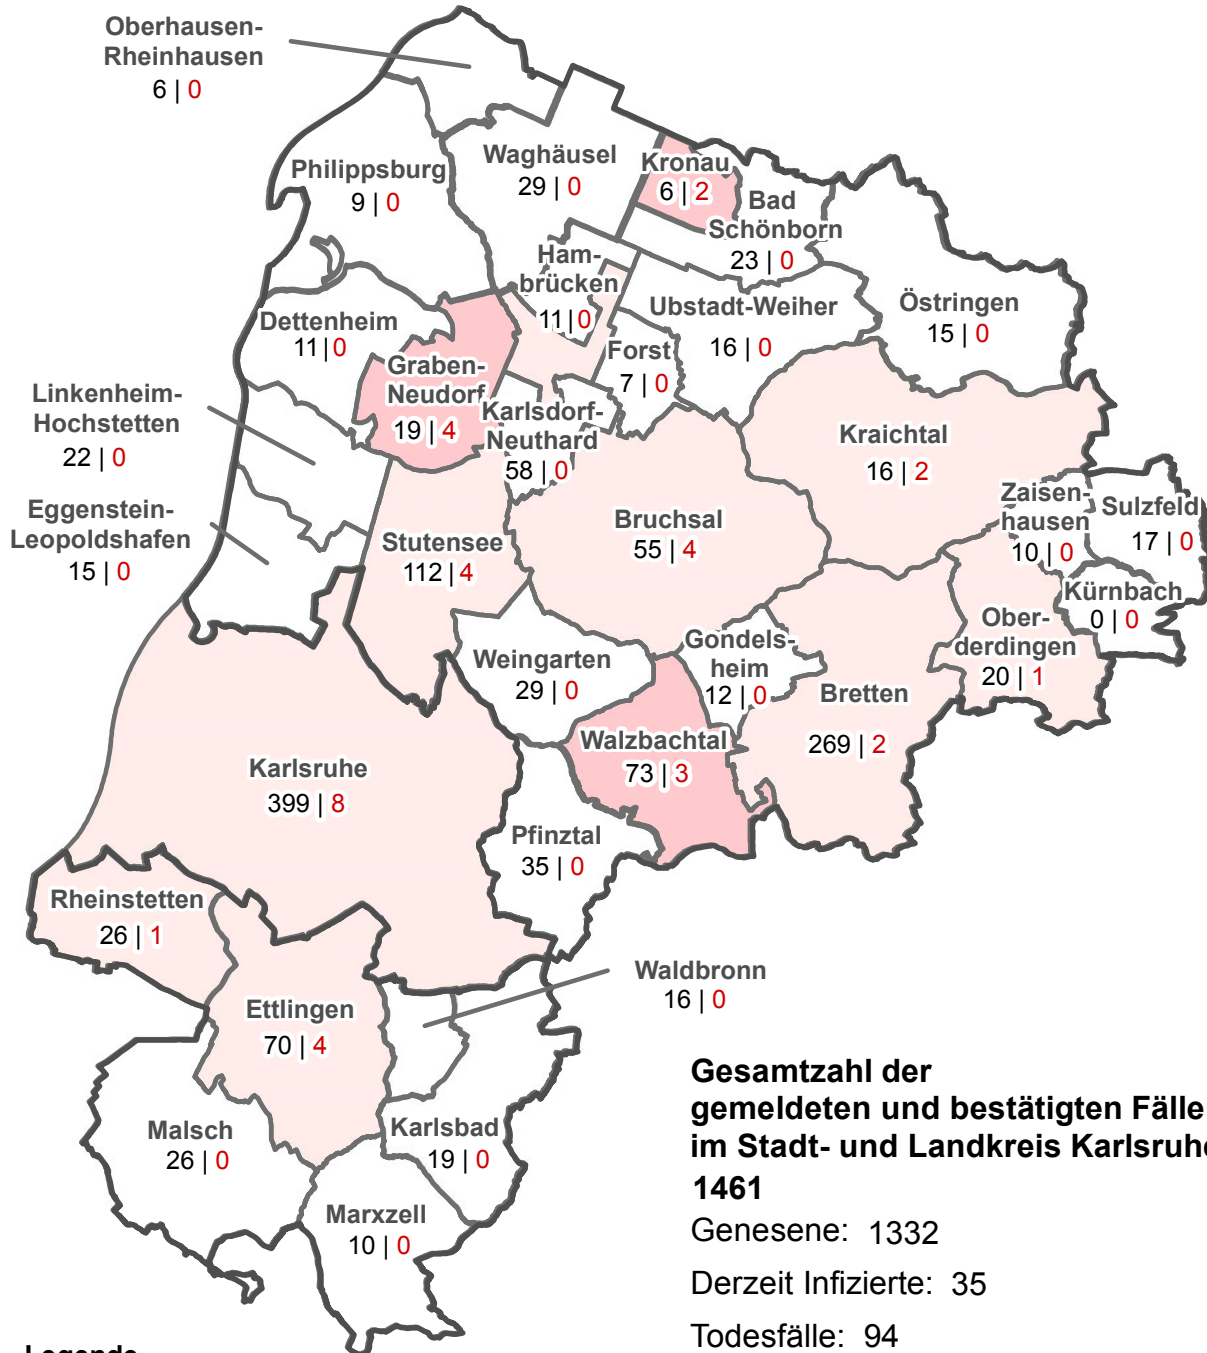 Oberhausen-
Rheinhausen
6 | 0
Philippsburg
9 | 0
Waghäusel
29 | 0
Kronau
6 | 2
Bad
Schönborn
23 | 0
Ham-
brücken
11 | 0
Ubstadt-Weiher
16 | 0
Östringen
15 | 0
Dettenheim
11 | 0
Graben-
Neudorf
19 | 4
Forst
7 | 0
Karlsdorf-
Neuthard
58 | 0
Linkenheim-
Hochstetten
22 | 0
Kraichtal
16 | 2
Eggenstein-
Leopoldshafen
15 | 0
Stutensee
112 | 4
Bruchsal
55 | 4
Zaisen-
hausen
10 | 0
Sulzfeld
17 | 0
Kürnbach
0 | 0
Ober-
derdingen
20 | 1
Weingarten
29 | 0
Gondels-
heim
12 | 0
Bretten
269 | 2
Walzbachtal
73 | 3
Karlsruhe
399 | 8
Pfinztal
35 | 0
Rheinstetten
26 | 1
Waldbronn
16 | 0
Ettlingen
70 | 4
Malsch
26 | 0
Karlsbad
19 | 0
Marxzell
10 | 0
Gesamtzahl der
gemeldeten und bestätigten Fälle
im Stadt- und Landkreis Karlsruhe
1461
Genesene: 1332
Derzeit Infizierte: 35
Todesfälle: 94